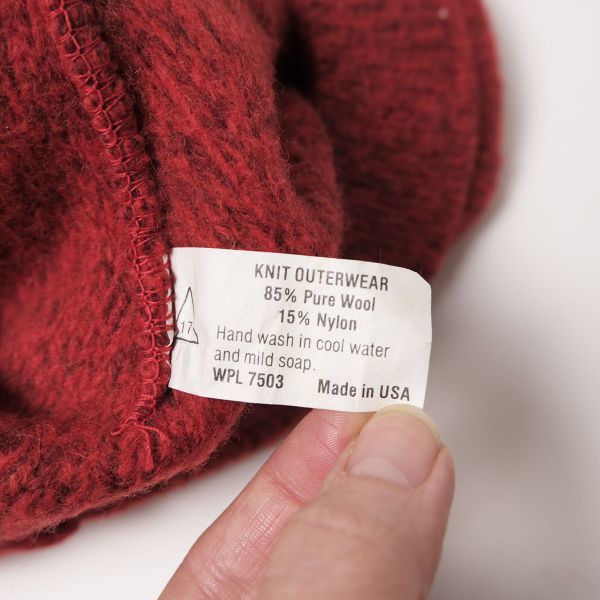 KNIT OUTERWEAR
85% Pure Wool
15% Nylon
17
Hand wash in cool water
and mild soap.
WPL 7503 Made in USA